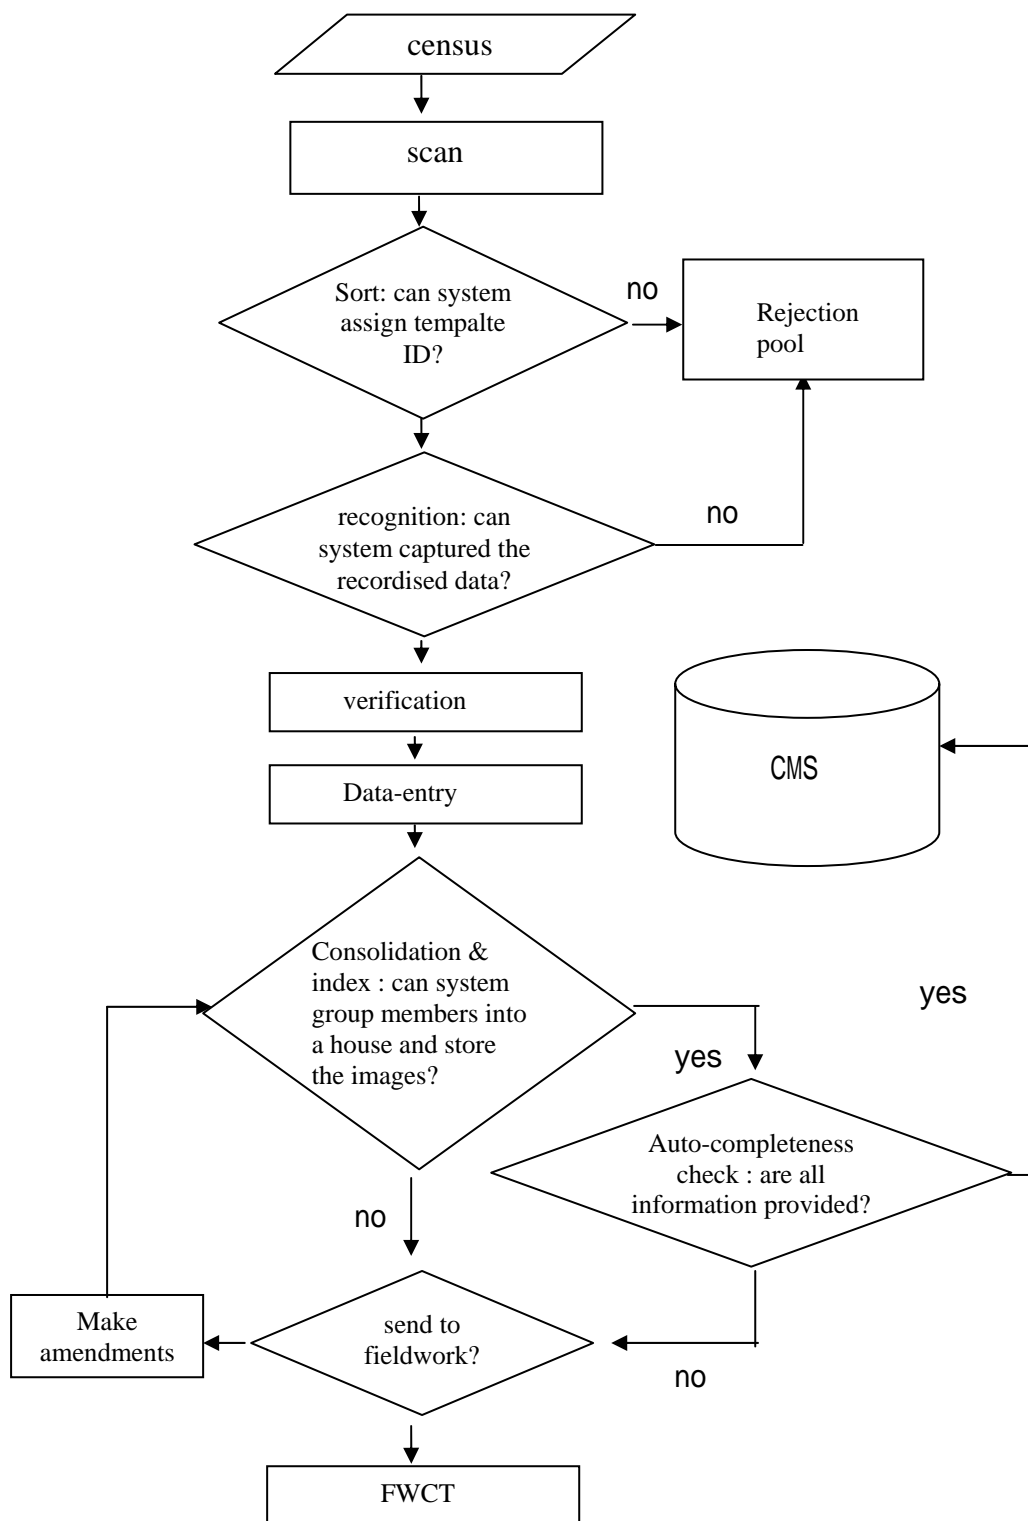 census
scan
Sort: can system
assign tempalte
ID?
no
Rejection
pool
recognition: can
system captured the
recordised data?
no
verification
CMS
Data-entry
Consolidation &
index : can system
group members into
a house and store
the images?
yes
yes
Auto-completeness
check : are all
information provided?
no
Make
amendments
send to
fieldwork?
no
FWCT